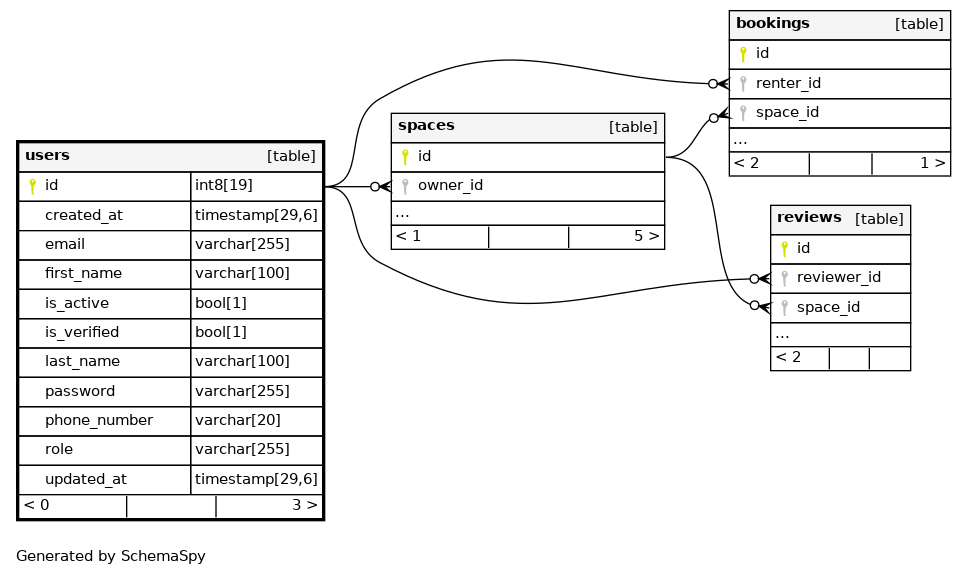 users [table]
id int8[19]
created_at timestamp[29,6]
email varchar[255]
first_name varchar[100]
is_active bool[1]
is_verified bool[1]
last_name varchar[100]
password varchar[255]
phone_number varchar[20]
role varchar[255]
updated_at timestamp[29,6]
< 0 3 >
spaces [table]
id
owner_id
...
< 1 5 >
bookings [table]
id
renter_id
space_id
...
< 2 1 >
reviews [table]
id
reviewer_id
space_id
...
< 2
Generated by SchemaSpy